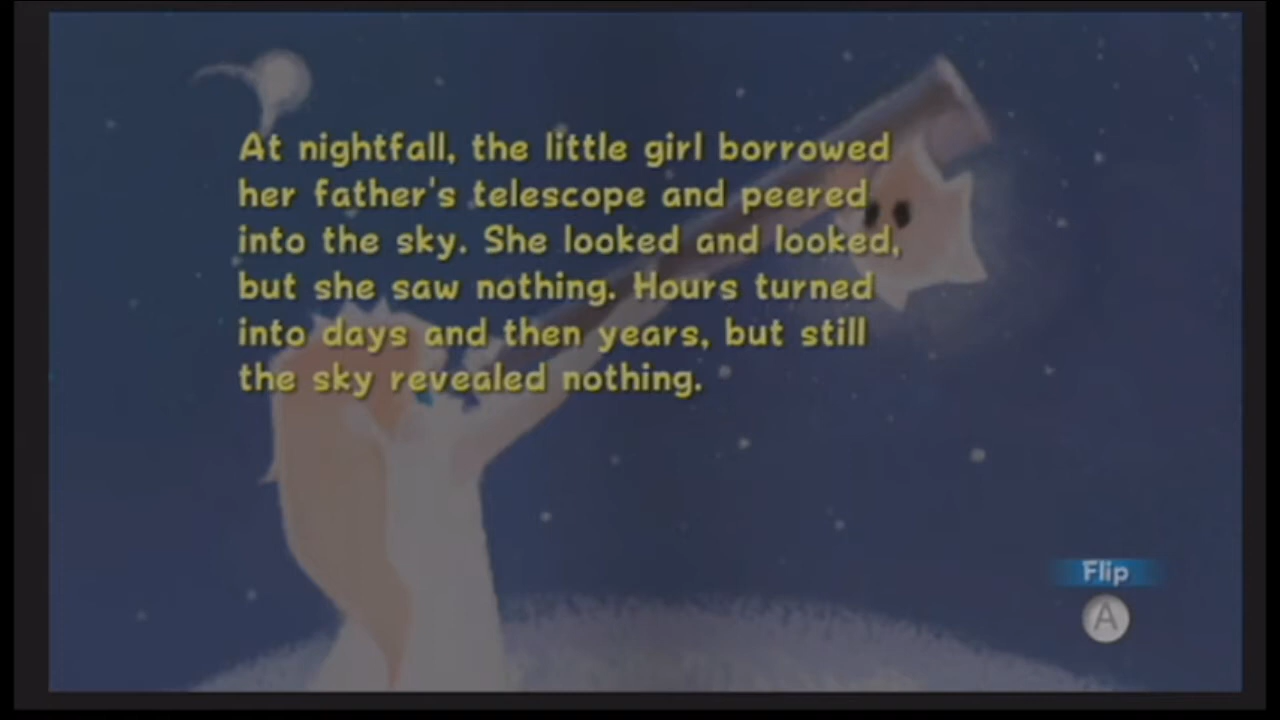 At nightfall, the little girl borrowed
her father's telescope and peered
into the sky. She looked and looked,
but she saw nothing. Hours turned
into days and then years, but still
the sky revealed nothing.
Flip
A